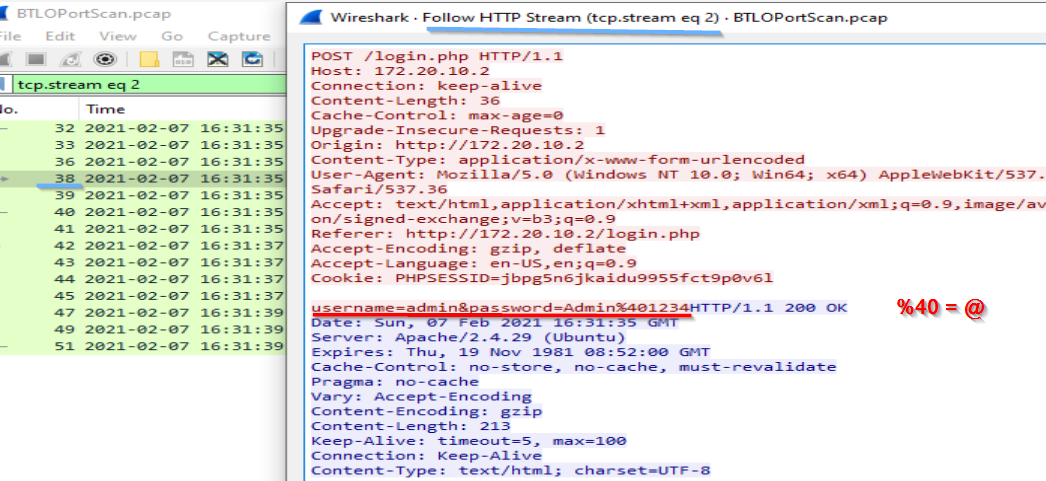 BTLOPortScan.pcap
File Edit View Go Capture
tcp.stream eq 2
No. Time
32 2021-02-07 16:31:35
33 2021-02-07 16:31:35
36 2021-02-07 16:31:35
38 2021-02-07 16:31:35
39 2021-02-07 16:31:35
40 2021-02-07 16:31:35
41 2021-02-07 16:31:35
42 2021-02-07 16:31:37
43 2021-02-07 16:31:37
44 2021-02-07 16:31:37
45 2021-02-07 16:31:37
47 2021-02-07 16:31:39
49 2021-02-07 16:31:39
51 2021-02-07 16:31:39
Wireshark · Follow HTTP Stream (tcp.stream eq 2) · BTLOPortScan.pcap
POST /login.php HTTP/1.1
Host: 172.20.10.2
Connection: keep-alive
Content-Length: 36
Cache-Control: max-age=0
Upgrade-Insecure-Requests: 1
Origin: http://172.20.10.2
Content-Type: application/x-www-form-urlencoded
User-Agent: Mozilla/5.0 (Windows NT 10.0; Win64; x64) AppleWebKit/537.
Safari/537.36
Accept: text/html,application/xhtml+xml,application/xml;q=0.9,image/av
on/signed-exchange;v=b3;q=0.9
Referer: http://172.20.10.2/login.php
Accept-Encoding: gzip, deflate
Accept-Language: en-US,en;q=0.9
Cookie: PHPSESSID=jbpg5n6jkaidu9955fct9p0v6l
username=admin&password=Admin%401234HTTP/1.1 200 OK
%40 = @
Date: Sun, 07 Feb 2021 16:31:35 GMT
Server: Apache/2.4.29 (Ubuntu)
Expires: Thu, 19 Nov 1981 08:52:00 GMT
Cache-Control: no-store, no-cache, must-revalidate
Pragma: no-cache
Vary: Accept-Encoding
Content-Encoding: gzip
Content-Length: 213
Keep-Alive: timeout=5, max=100
Connection: Keep-Alive
Content-Type: text/html; charset=UTF-8